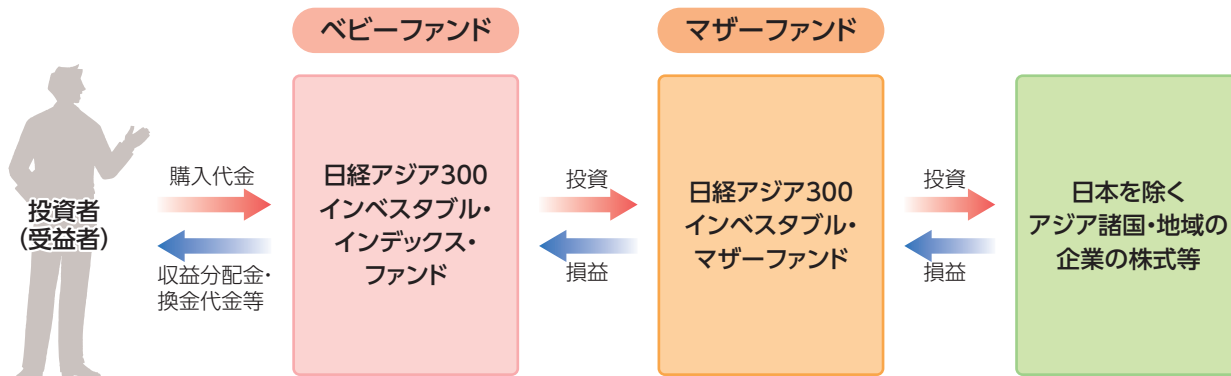 ベビーファンド
マザーファンド
投資者
(受益者)
購入代金
収益分配金・
換金代金等
日経アジア300
インベスタブル・
インデックス・
ファンド
投資
損益
日経アジア300
インベスタブル・
マザーファンド
投資
損益
日本を除く
アジア諸国・地域の
企業の株式等